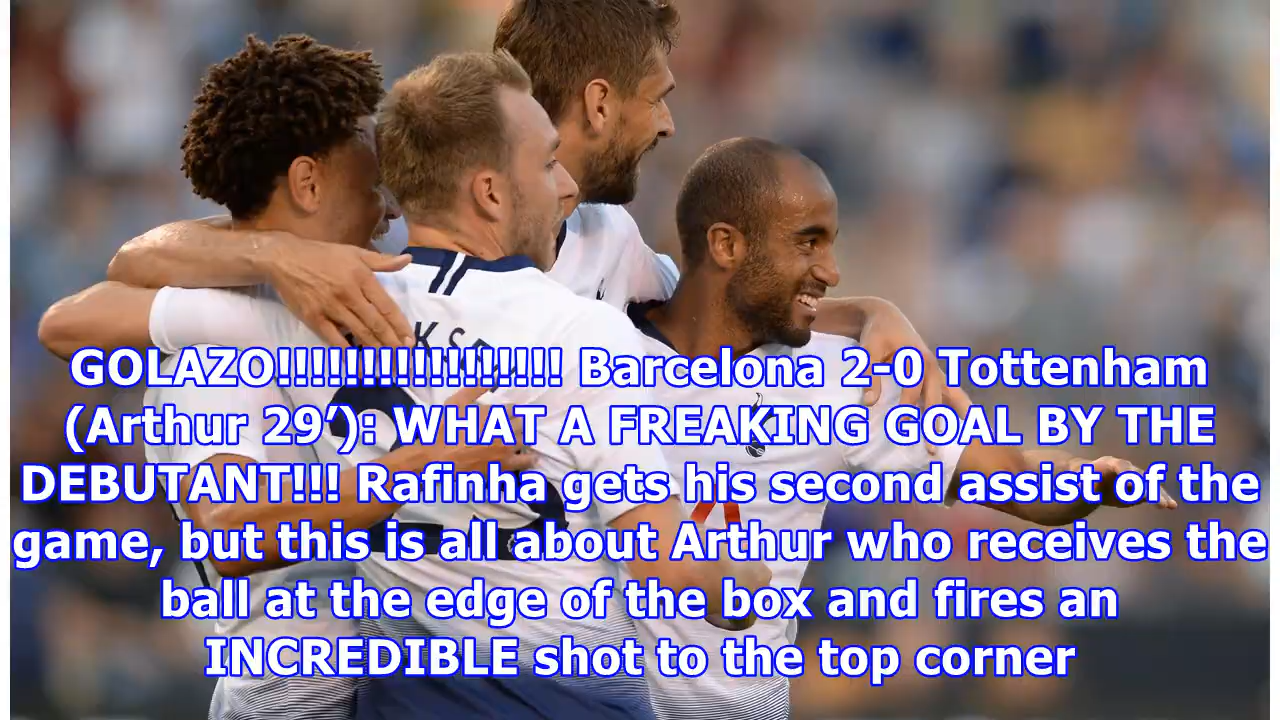 GOLAZO!!!!!!!!!!!!!!!!! Barcelona 2-0 Tottenham
(Arthur 29’): WHAT A FREAKING GOAL BY THE
DEBUTANT!!! Rafinha gets his second assist of the
game, but this is all about Arthur who receives the
ball at the edge of the box and fires an
INCREDIBLE shot to the top corner